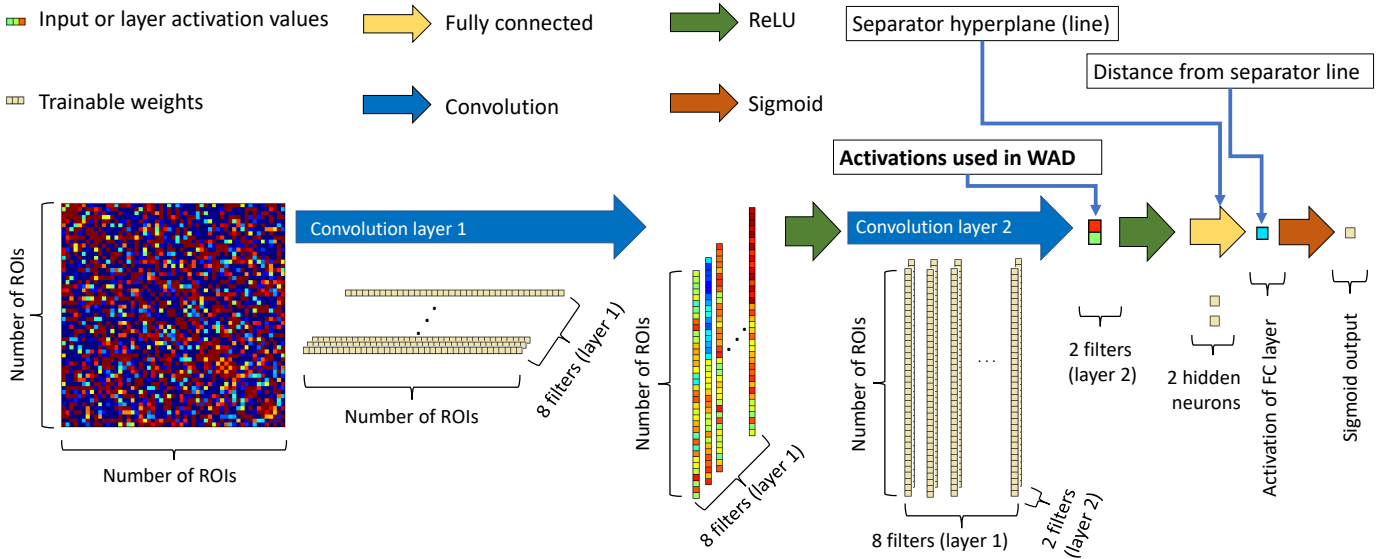 Input or layer activation values
Fully connected
ReLU
Separator hyperplane (line)
Distance from separator line
Trainable weights
Convolution
Sigmoid
Activations used in WAD
Number of ROIs
Number of ROIs
Convolution layer 1
Number of ROIs
8 filters (layer 1)
Number of ROIs
8 filters (layer 1)
Convolution layer 2
Number of ROIs
8 filters (layer 1)
2 filters
(layer 2)
2 filters
(layer 2)
2 hidden
neurons
Activation of FC layer
Sigmoid output